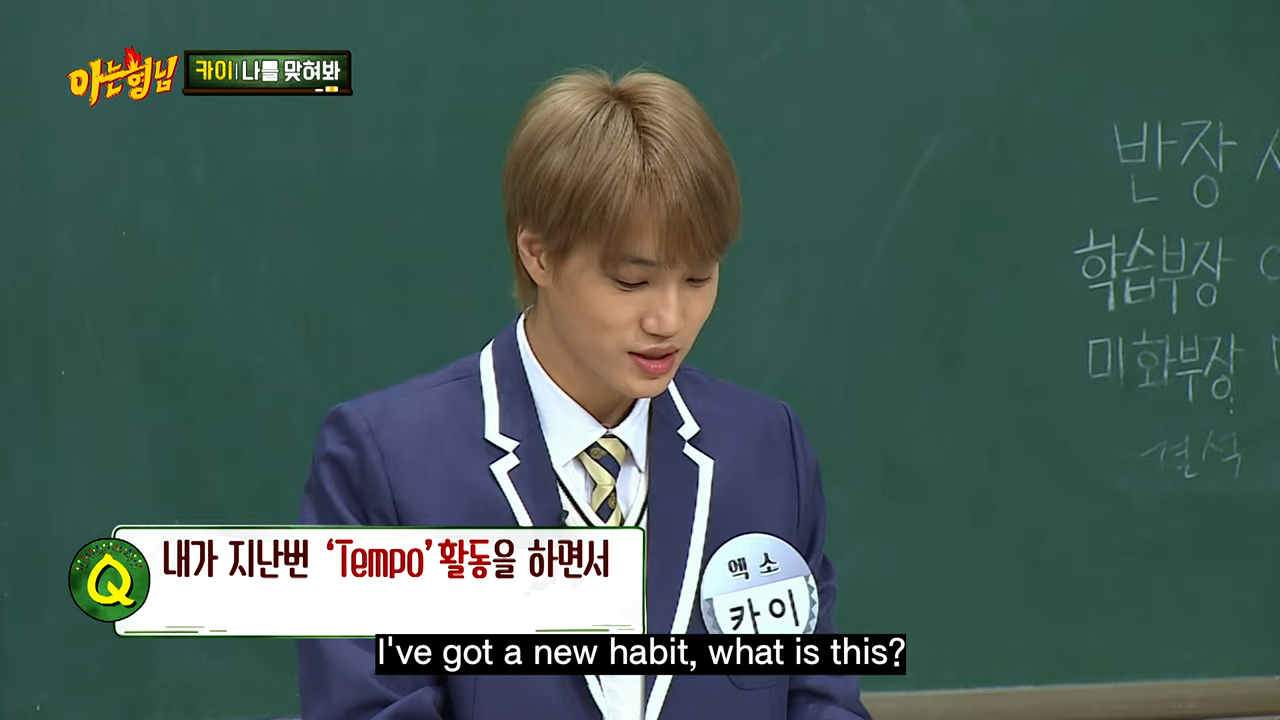 아는형님
카이 | 나를 맞혀봐
반장
학습부장
미화부장
결석
Q
내가 지난번 'Tempo' 활동을 하면서
엑소
카이
I've got a new habit, what is this?